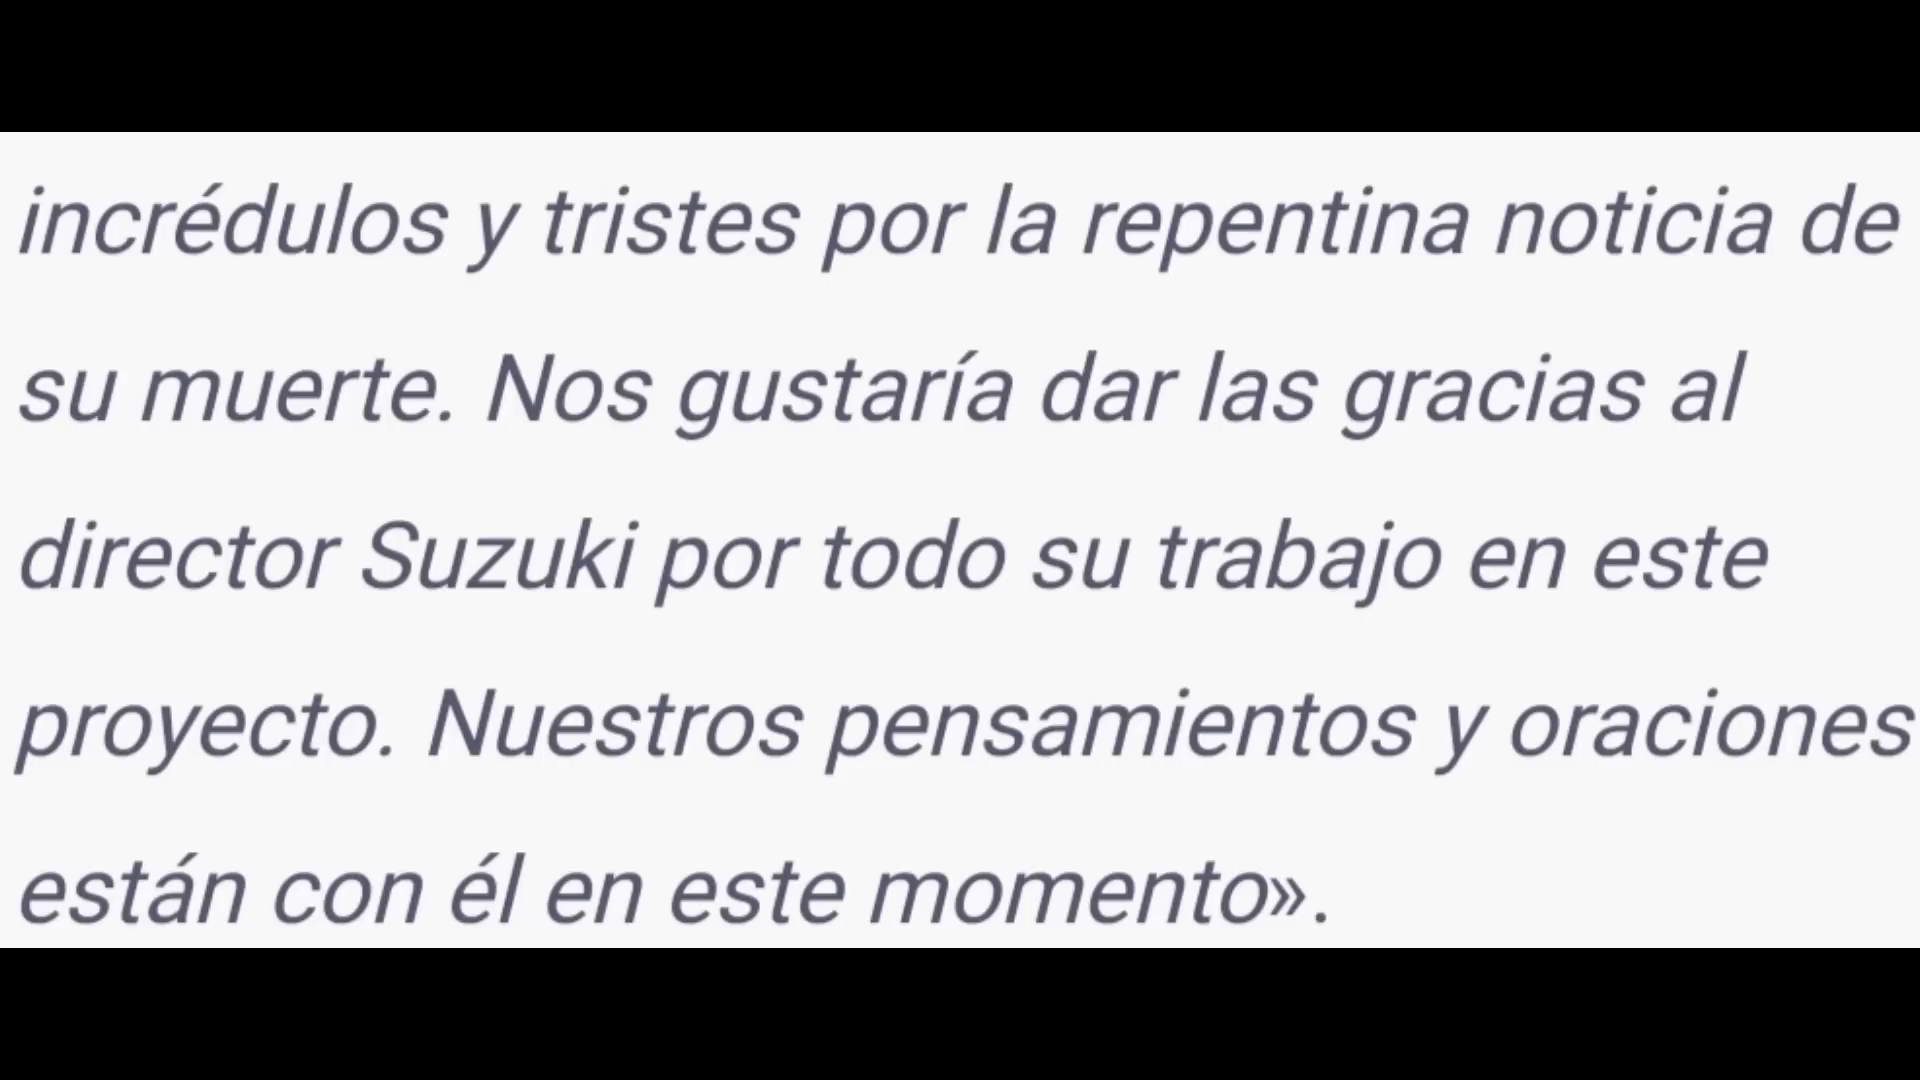 incrédulos y tristes por la repentina noticia de
su muerte. Nos gustaría dar las gracias al
director Suzuki por todo su trabajo en este
proyecto. Nuestros pensamientos y oraciones
están con él en este momento».